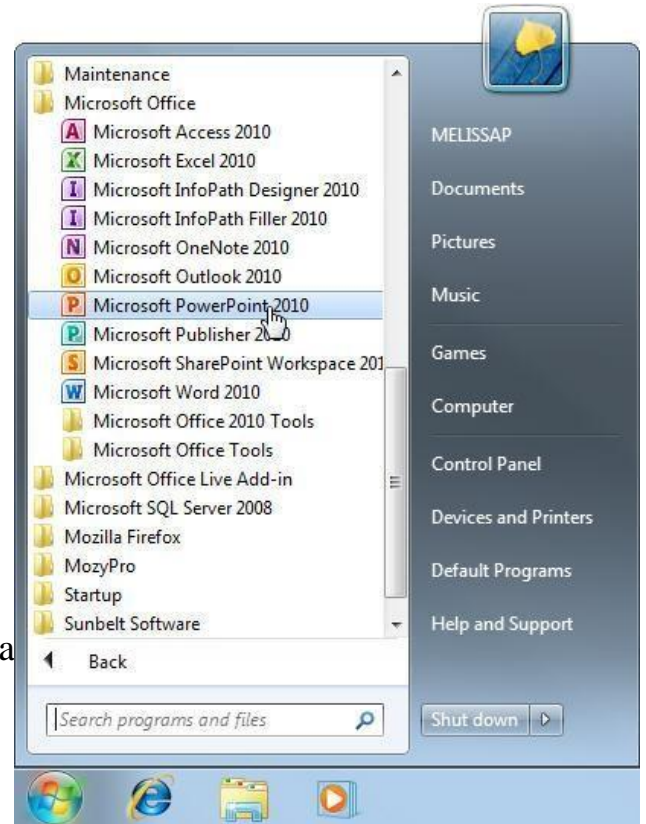 Maintenance
Microsoft Office
Microsoft Access 2010
Microsoft Excel 2010
Microsoft InfoPath Designer 2010
Microsoft InfoPath Filler 2010
Microsoft OneNote 2010
Microsoft Outlook 2010
Microsoft PowerPoint 2010
Microsoft Publisher 2010
Microsoft SharePoint Workspace 201
Microsoft Word 2010
Microsoft Office 2010 Tools
Microsoft Office Tools
Microsoft Office Live Add-in
Microsoft SQL Server 2008
Mozilla Firefox
MozyPro
Startup
Sunbelt Software
a
Back
Search programs and files
MELISSAP
Documents
Pictures
Music
Games
Computer
Control Panel
Devices and Printers
Default Programs
Help and Support
Shut down